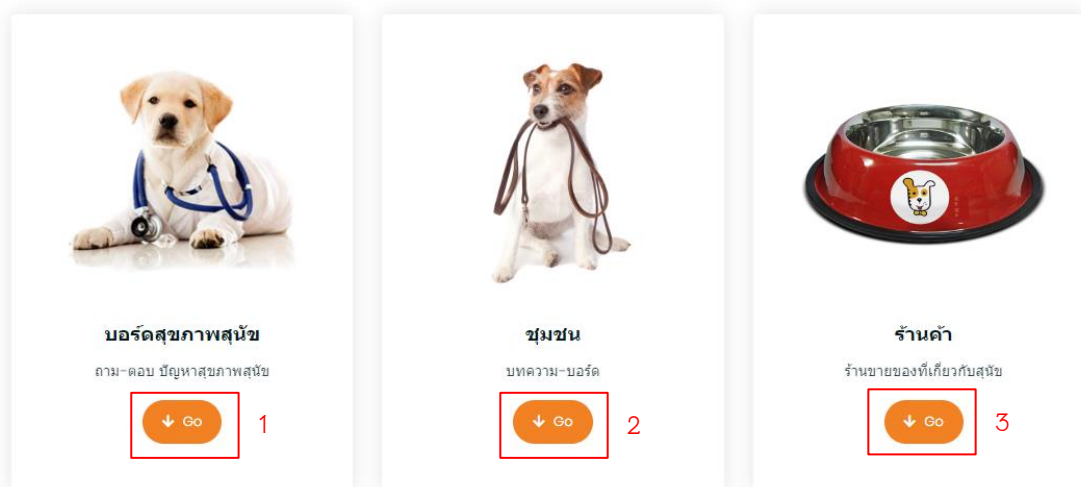 บอร์ดสุขภาพสุนัข
ถาม-ตอบ ปัญหาสุขภาพสุนัข
Go
1
ชุมชน
บทความ-บอร์ด
Go
2
ร้านค้า
ร้านขายของที่เกี่ยวกับสุนัข
Go
3